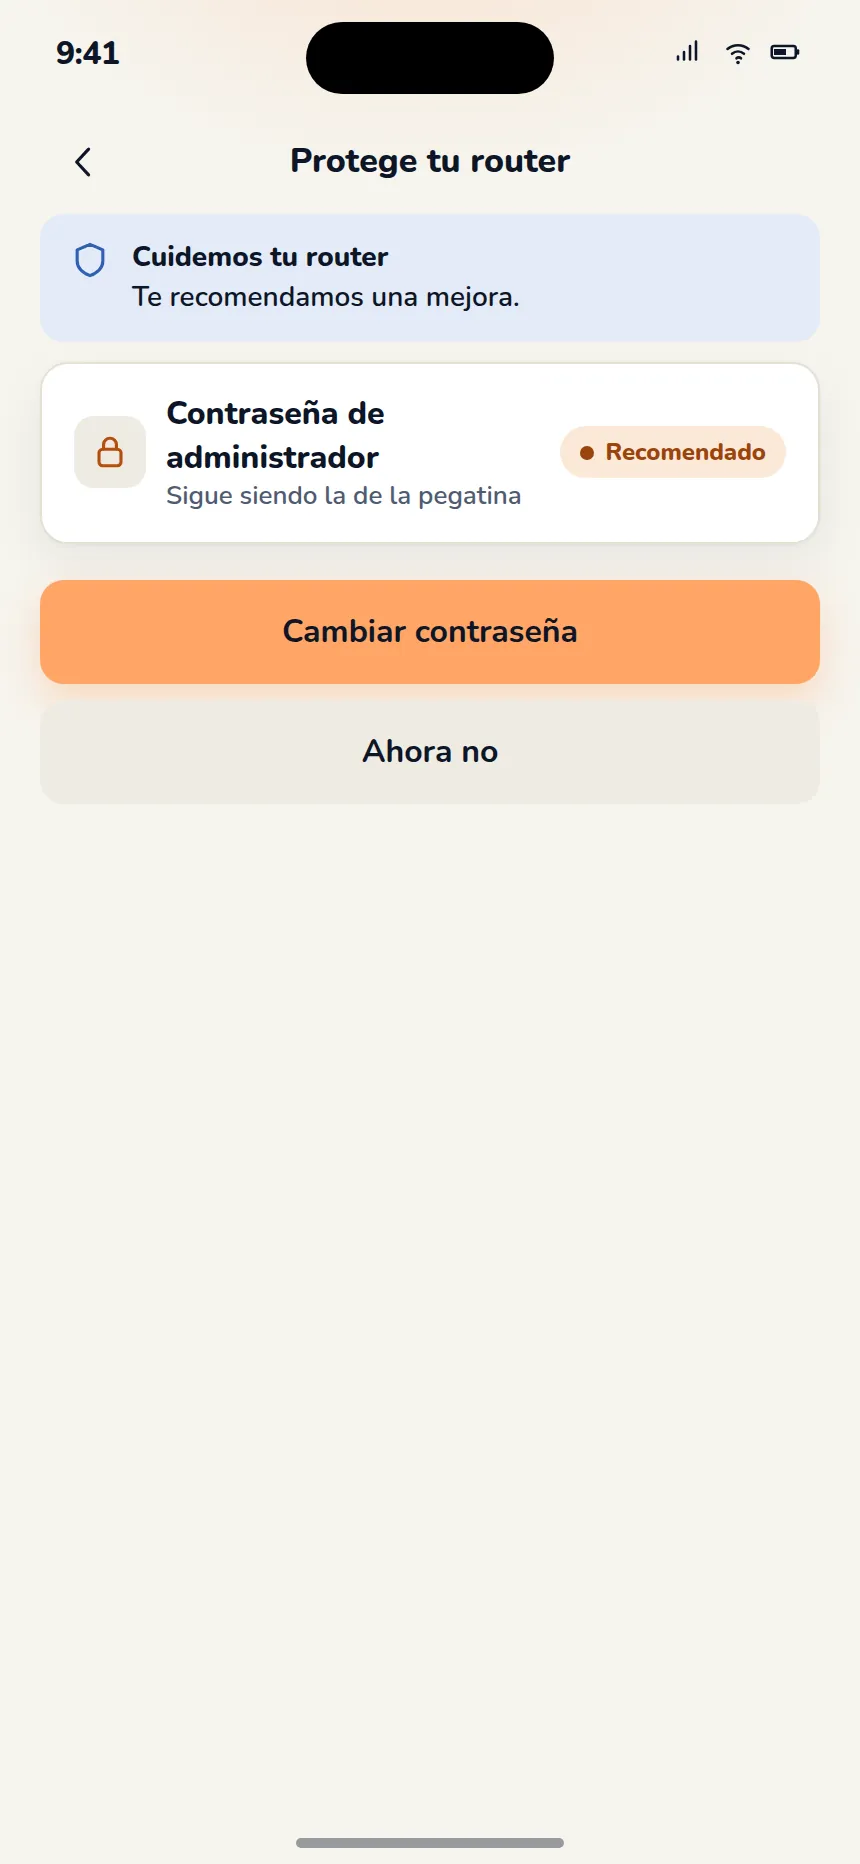 9:41
Protege tu router
Cuidemos tu router
Te recomendamos una mejora.
Contraseña de
administrador
Sigue siendo la de la pegatina
Recomendado
Cambiar contraseña
Ahora no